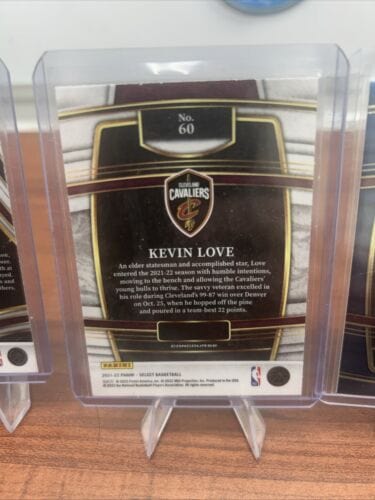 No.
60
CLEVELAND
CAVALIERS
C
KEVIN LOVE
An elder statesman and accomplished star, Love
entered the 2021-22 season with humble intentions,
moving to the bench and allowing the Cavaliers'
young bulls to thrive. The savvy veteran excelled in
his role during Cleveland's 99-87 win over Denver
on Oct. 25, when he hopped off the pine
and poured in a team-best 22 points.
CONCOURSE
PANINI
2021-22 PANINI - SELECT BASKETBALL
NBA